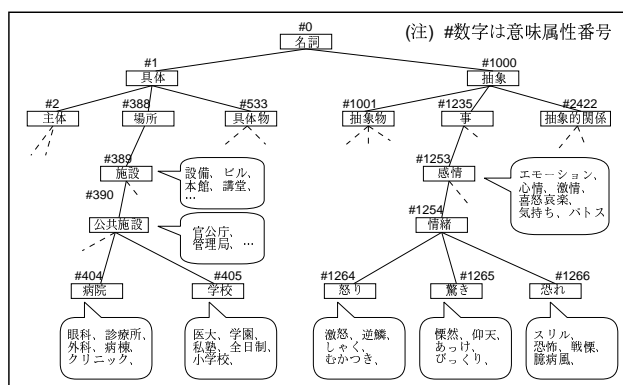 (注) #数字は意味属性番号
#0
名詞
#1
具体
#1000
抽象
#2
主体
#388
場所
#533
具体物
#1001
抽象物
#1235
事
#2422
抽象的関係
#389
施設
設備、ビル、
本館、講堂、
…
#1253
感情
エモーション、
心情、激情、
喜怒哀楽、
気持ち、パトス
#390
公共施設
官公庁、
管理局、…
#1254
情緒
#404
病院
#405
学校
#1264
怒り
#1265
驚き
#1266
恐れ
眼科、診療所、
外科、病棟、
クリニック、
医大、学園、
私塾、全日制、
小学校、
激怒、逆鱗、
しゃく、
むかつき、
慄然、仰天、
あっけ、
びっくり、
スリル、
恐怖、戦慄、
臆病風、